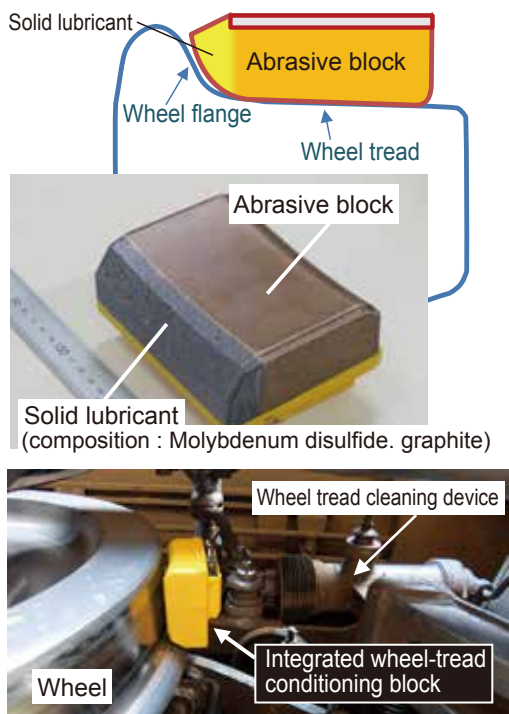 Solid lubricant
Abrasive block
Wheel flange
Wheel tread
Abrasive block
Solid lubricant
(composition : Molybdenum disulfide. graphite)
Wheel tread cleaning device
Integrated wheel-tread
conditioning block
Wheel